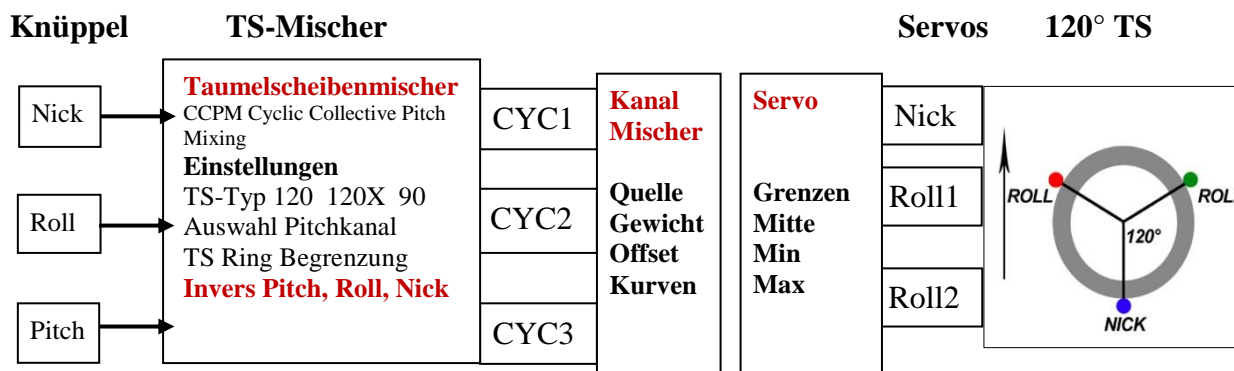 Knüppel TS-Mischer Servos 120° TS
Nick
Roll
Pitch
Taumelscheibenmischer
CCPM Cyclic Collective Pitch
Mixing
Einstellungen
TS-Typ 120 120X 90
Auswahl Pitchkanal
TS Ring Begrenzung
Invers Pitch, Roll, Nick
CYC1
CYC2
CYC3
Kanal
Mischer
Quelle
Gewicht
Offset
Kurven
Servo
Grenzen
Mitte
Min
Max
Nick
Roll1
Roll2
ROLL
ROL
120°
NICK